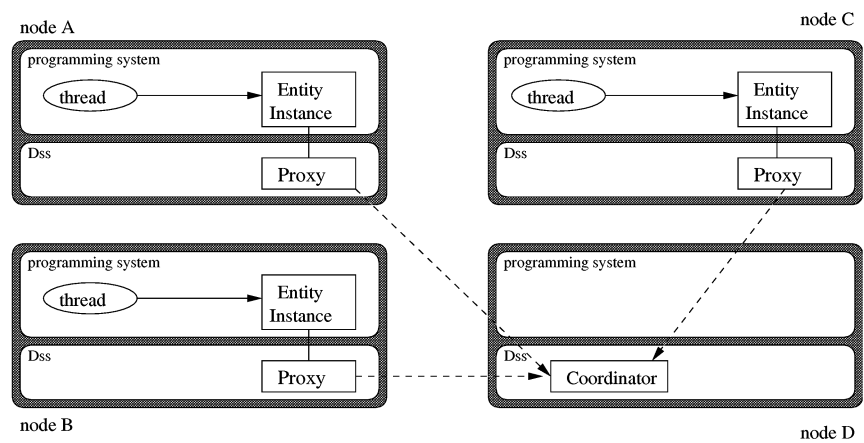 node A
programming system
thread
Entity
Instance
Dss
Proxy
node C
programming system
thread
Entity
Instance
Dss
Proxy
programming system
thread
Entity
Instance
Dss
Proxy
node B
programming system
Dss
Coordinator
node D